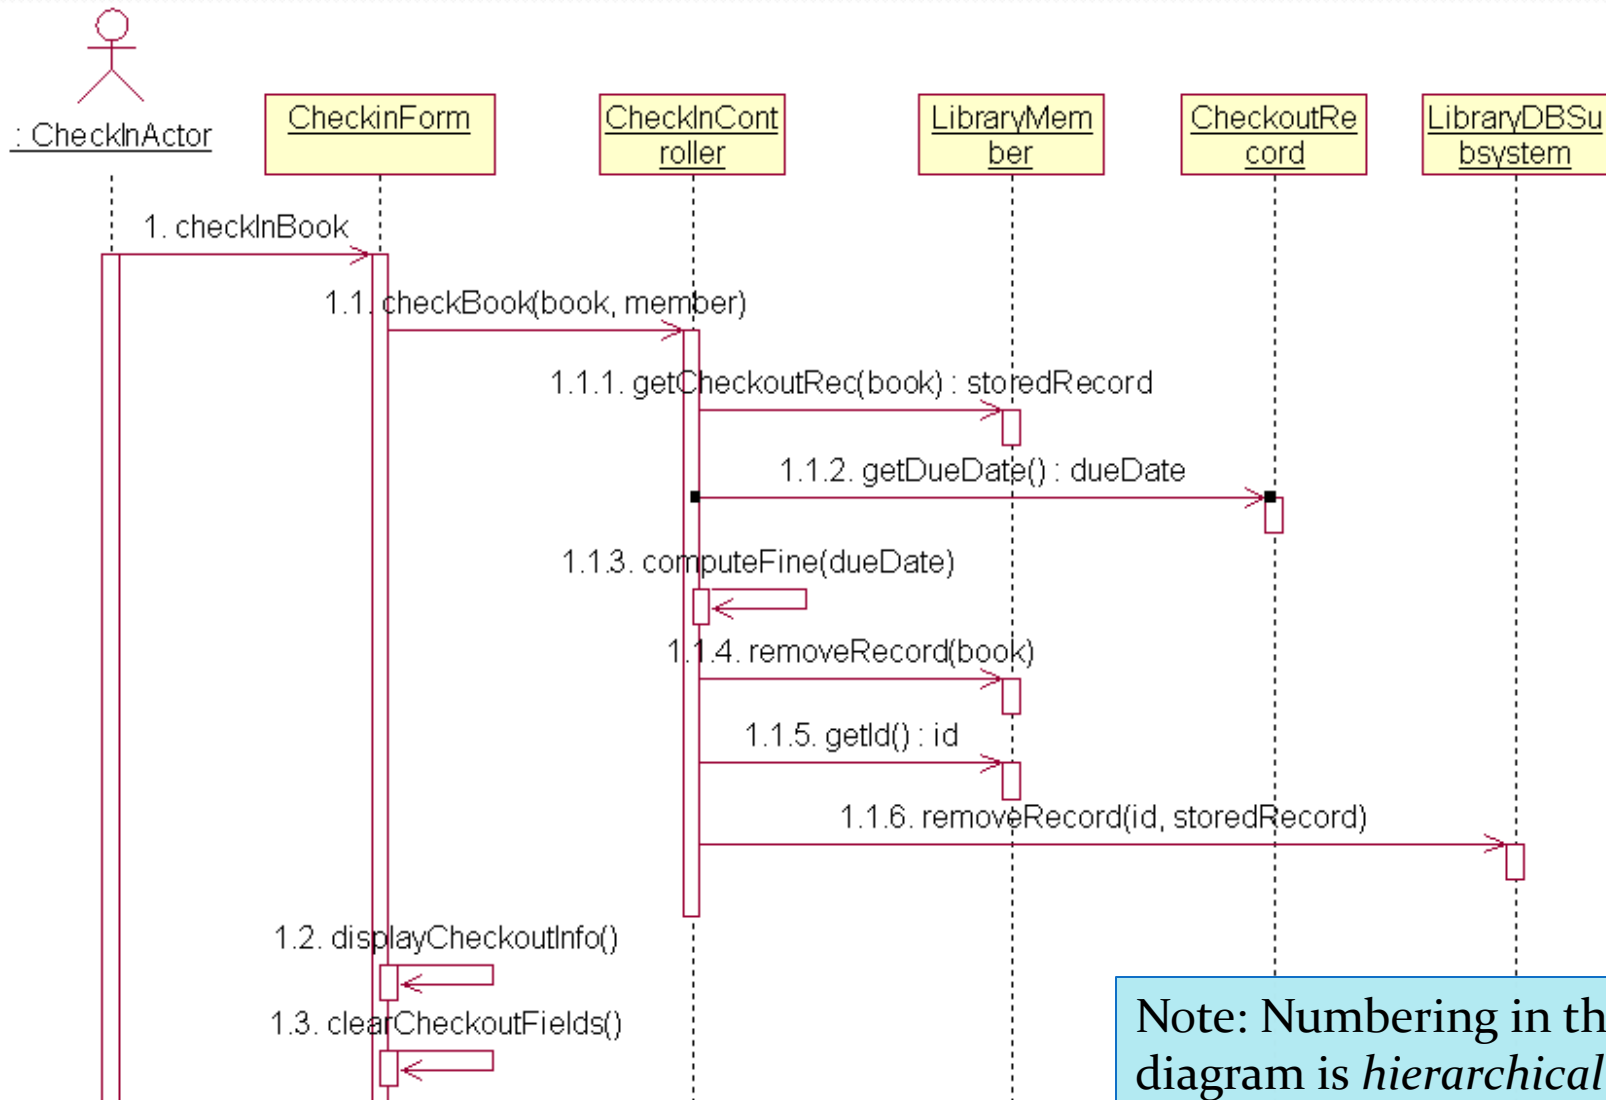 : CheckInActor
CheckinForm
CheckInCont
roller
LibraryMem
ber
CheckoutRe
cord
LibraryDBSu
bsystem
1. checkInBook
1.1. checkBook(book, member)
1.1.1. getCheckoutRec(book) : storedRecord
1.1.2. getDueDate() : dueDate
1.1.3. computeFine(dueDate)
1.1.4. removeRecord(book)
1.1.5. getId() : id
1.1.6. removeRecord(id, storedRecord)
1.2. displayCheckoutInfo()
1.3. clearCheckoutFields()
Note: Numbering in th
diagram is hierarchical